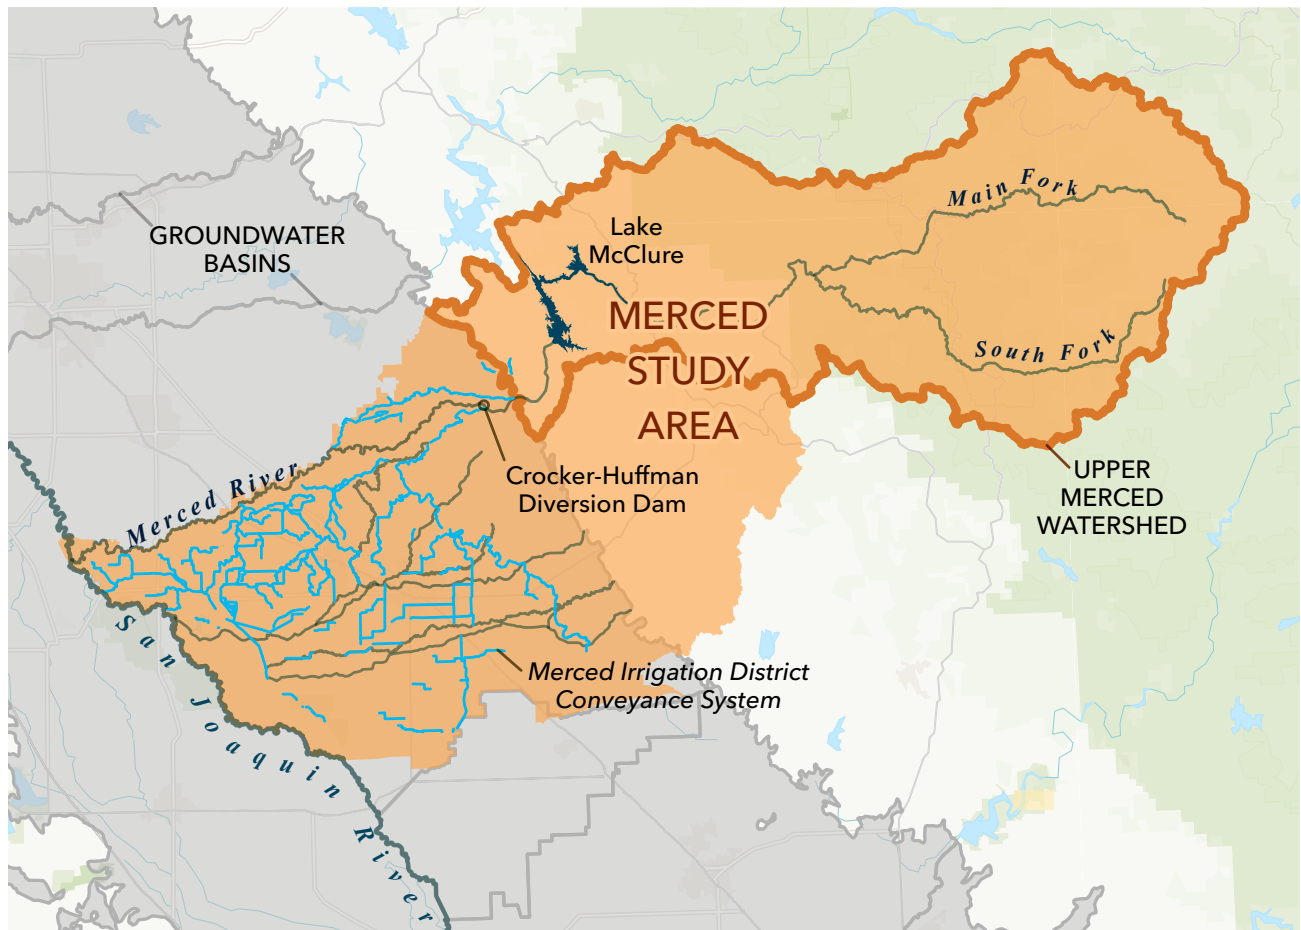 Main Fork
Lake
McClure
GROUNDWATER
BASINS
MERCED
STUDY
AREA
South Fork
Merced River
Crocker-Huffman
Diversion Dam
UPPER
MERCED
WATERSHED
San Joaquin River
Merced Irrigation District
Conveyance System